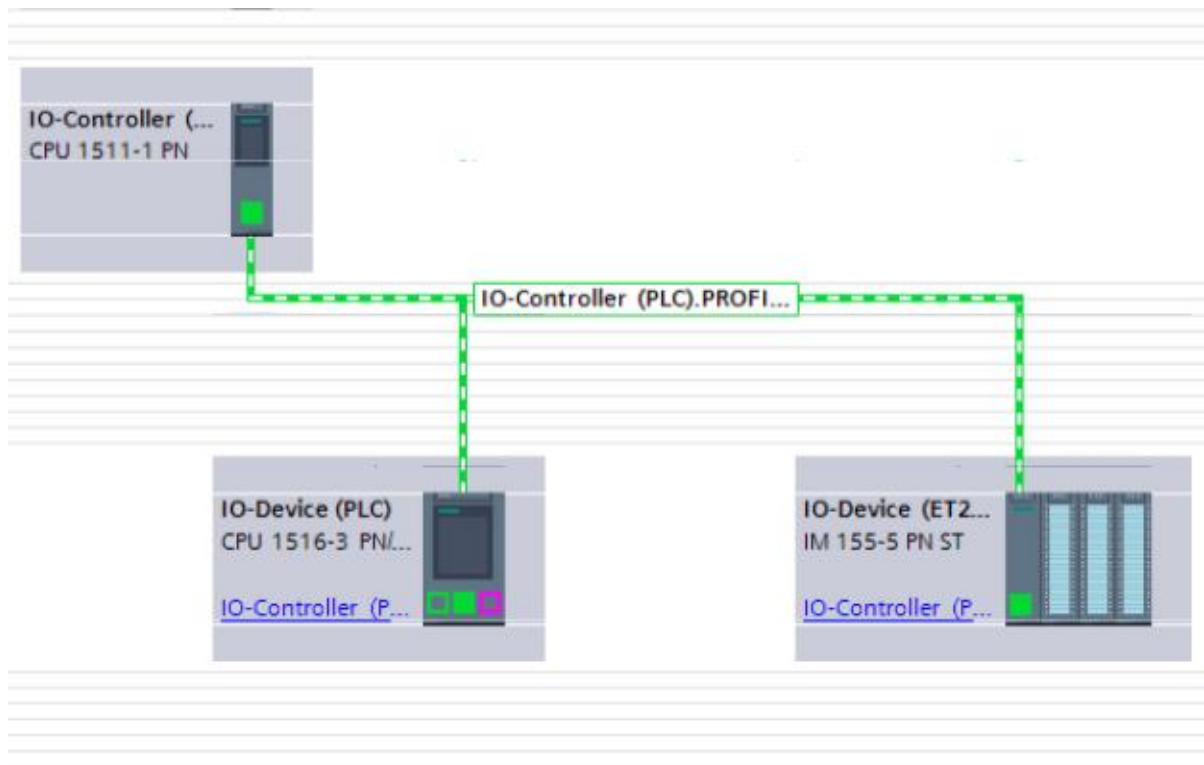 IO-Controller (...
CPU 1511-1 PN
IO-Controller (PLC).PROFI...
IO-Device (PLC)
CPU 1516-3 PN/...
IO-Controller (P...
IO-Device (ET2...
IM 155-5 PN ST
IO-Controller (P...